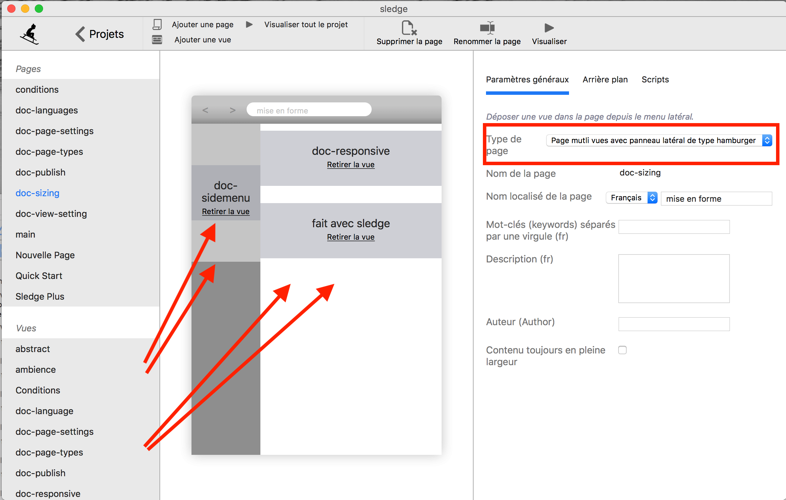 sledge
Projets
Ajouter une page
Visualiser tout le projet
Ajouter une vue
Supprimer la page
Renommer la page
Visualiser
Pages
conditions
doc-languages
doc-page-settings
doc-page-types
doc-publish
doc-sizing
doc-view-setting
main
Nouvelle Page
Quick Start
Sledge Plus
Vues
abstract
ambience
Conditions
doc-language
doc-page-settings
doc-page-types
doc-publish
doc-responsive
< > mise en forme
doc-responsive
Retirer la vue
doc-
sidemenu
Retirer la vue
fait avec sledge
Retirer la vue
Paramètres généraux
Arrière plan
Scripts
Déposer une vue dans la page depuis le menu latéral.
Type de
page
Page mutli vues avec panneau latéral de type hamburger
Nom de la page
doc-sizing
Nom localisé de la page
Français
mise en forme
Mot-clés (keywords) séparés
par une virgule (fr)
Description (fr)
Auteur (Author)
Contenu toujours en pleine
largeur